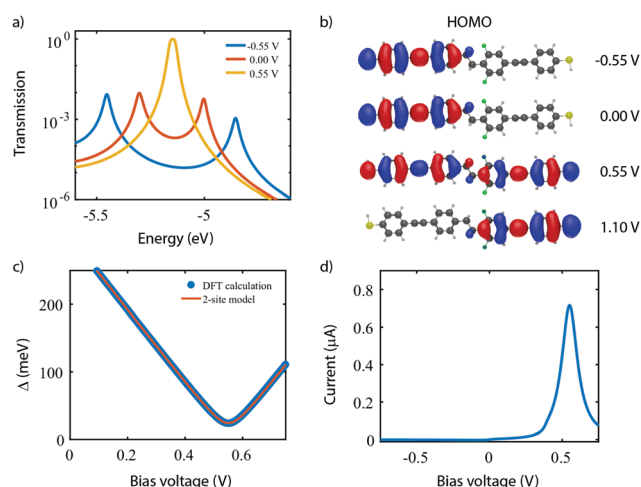 a)
Transmission
10⁰
10⁻³
10⁻⁶
-0.55 V
0.00 V
0.55 V
-5.5
-5
Energy (eV)
b)
HOMO
-0.55 V
0.00 V
0.55 V
1.10 V
c)
Δ (meV)
200
100
0
DFT calculation
2-site model
0
0.2
0.4
0.6
Bias voltage (V)
d)
Current (μA)
0.8
0.6
0.4
0.2
0
-0.5
0
0.5
Bias voltage (V)